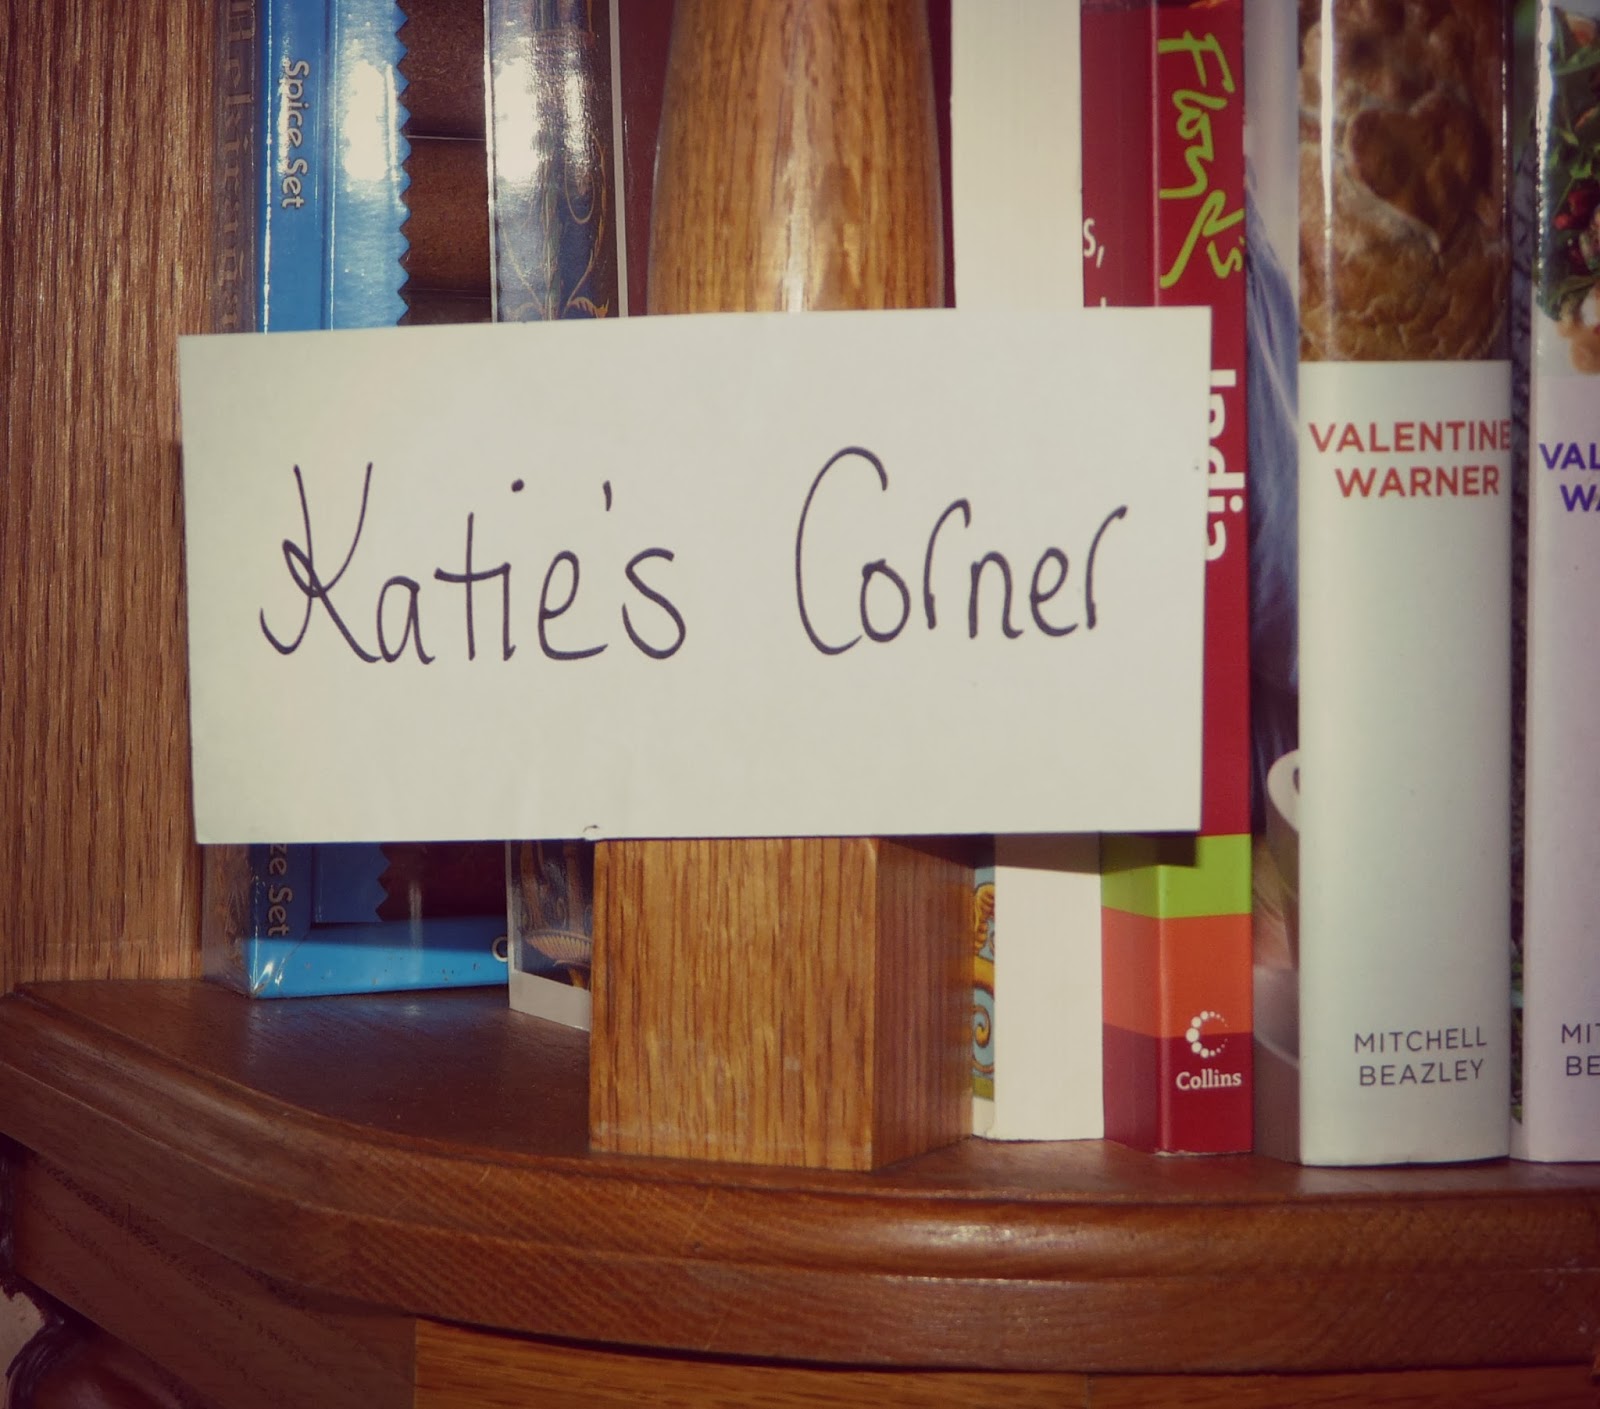 Spice Set
Katie's Corner
Floyd's
India
Collins
VALENTINE
WARNER
MITCHELL
BEAZLEY